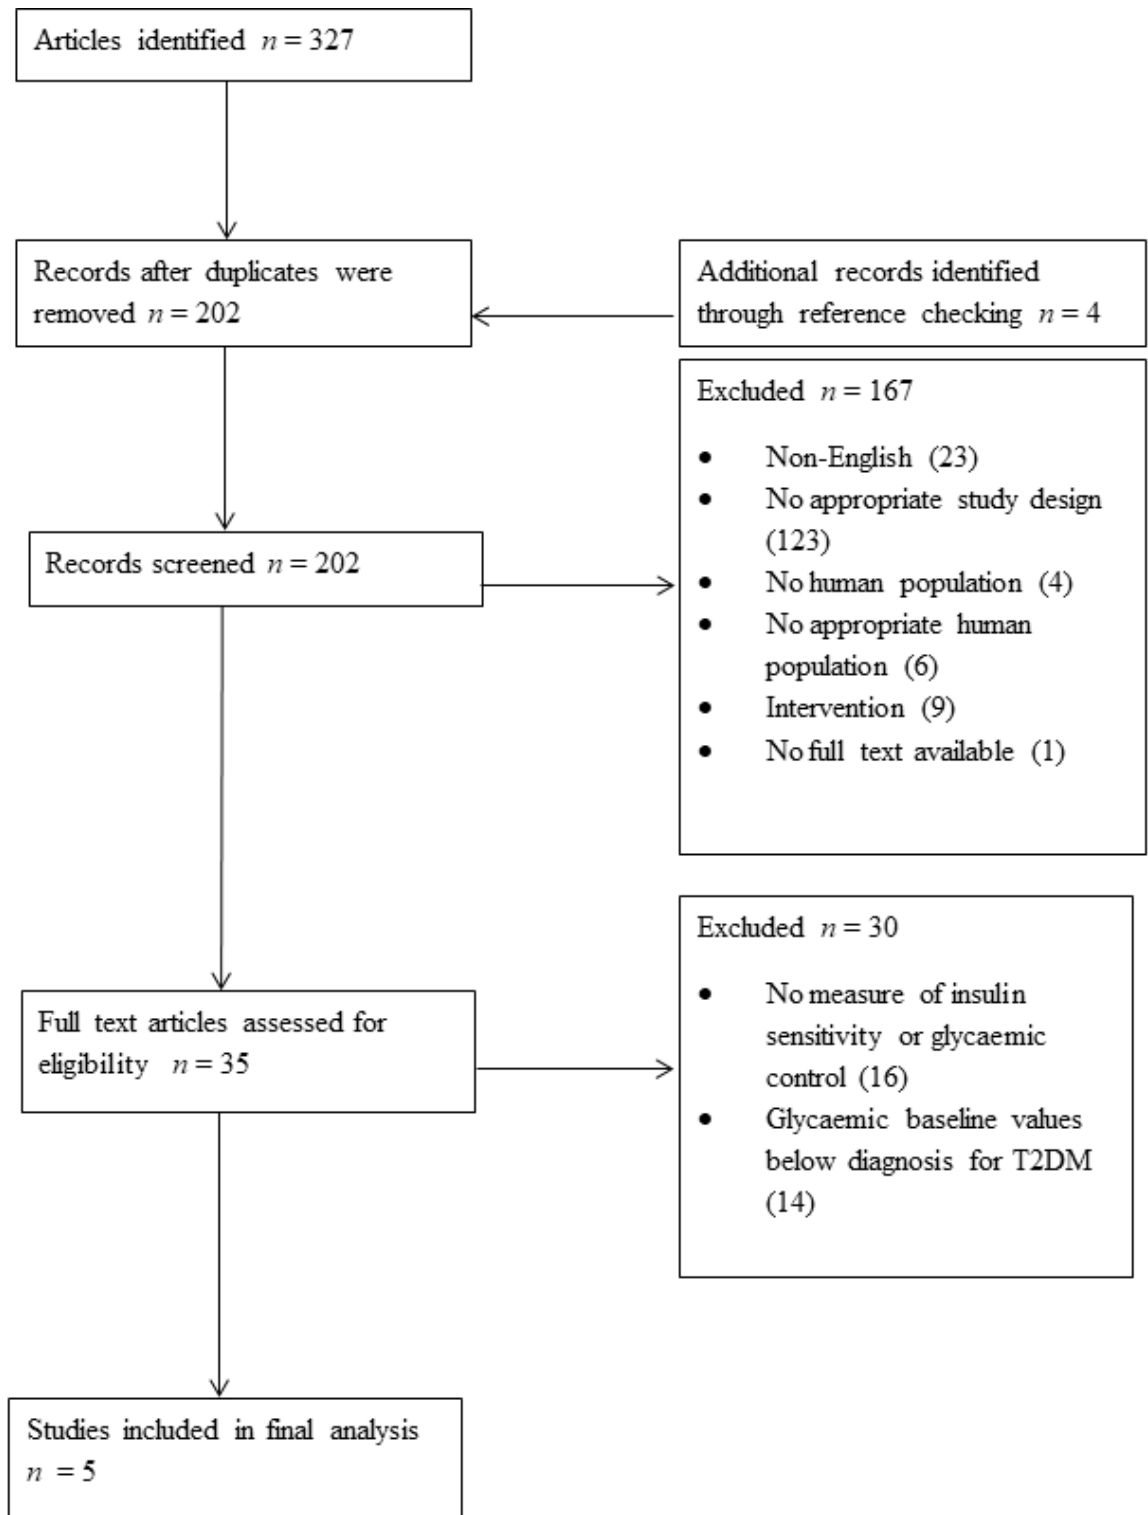 Articles identified n = 327
Records after duplicates were
removed n = 202
Additional records identified
through reference checking n = 4
Excluded n = 167
• Non-English (23)
• No appropriate study design
(123)
• No human population (4)
• No appropriate human
population (6)
• Intervention (9)
• No full text available (1)
Records screened n = 202
Excluded n = 30
• No measure of insulin
sensitivity or glycaemic
control (16)
• Glycaemic baseline values
below diagnosis for T2DM
(14)
Full text articles assessed for
eligibility n = 35
Studies included in final analysis
n = 5